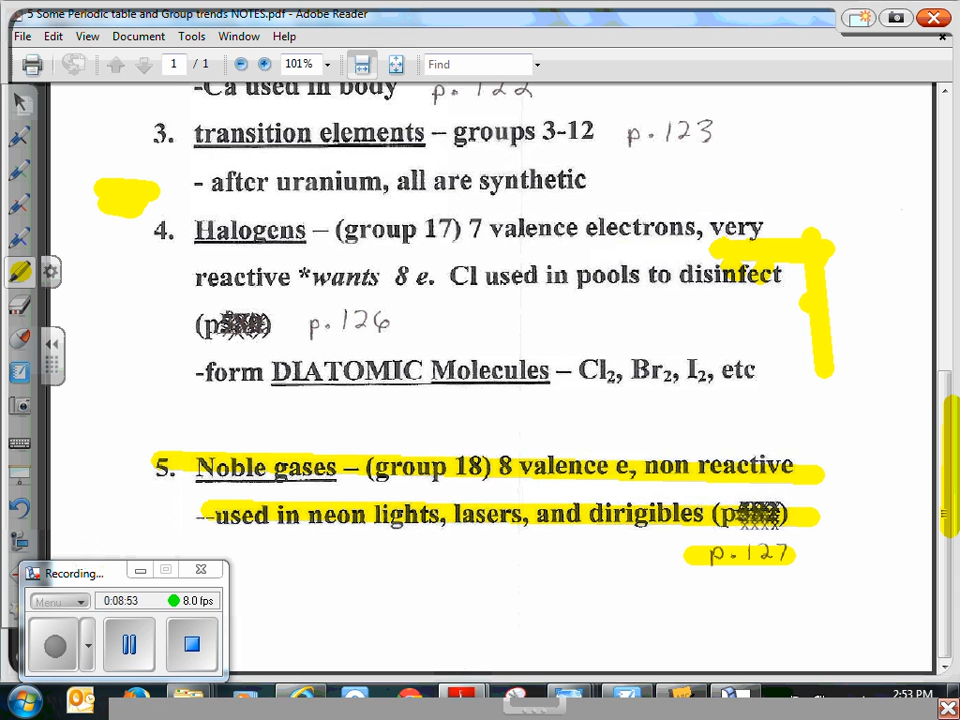 5 Some Periodic table and Group trends NOTES.pdf - Adobe Reader
File Edit View Document Tools Window Help
1 / 1 101% Find
-Ca used in body p. 122
3. transition elements – groups 3-12 p. 123
- after uranium, all are synthetic
4. Halogens – (group 17) 7 valence electrons, very
reactive *wants 8 e. Cl used in pools to disinfect
(p ) p. 126
-form DIATOMIC Molecules – Cl₂, Br₂, I₂, etc
5. Noble gases – (group 18) 8 valence e, non reactive
--used in neon lights, lasers, and dirigibles (p )
p. 127
Recording...
Menu 0:08:53 8.0 fps
2:53 PM